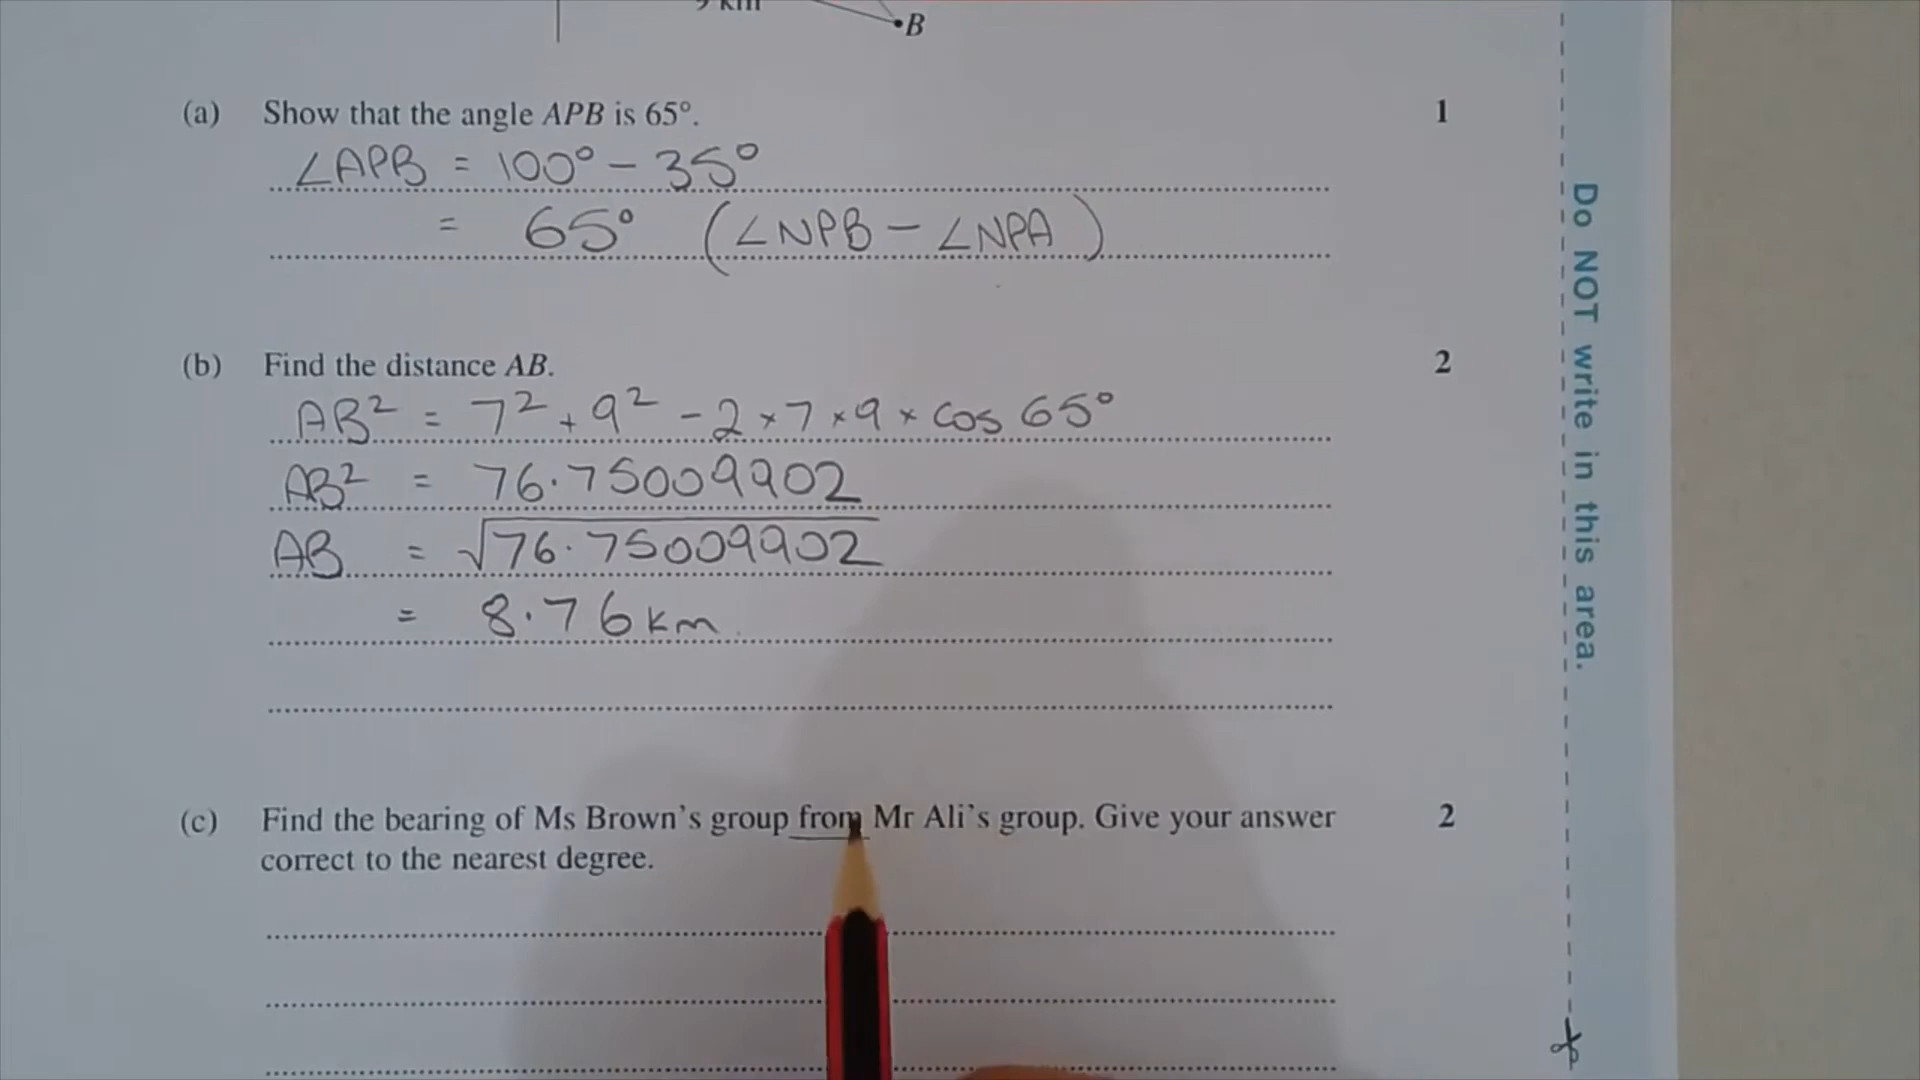 B
(a) Show that the angle APB is 65°. 1
∠APB = 100° - 35°
= 65° (∠NPB - ∠NPA)
(b) Find the distance AB. 2
AB² = 7² + 9² - 2 × 7 × 9 × cos 65°
AB² = 76.75009902
AB = √76.75009902
= 8.76 km
(c) Find the bearing of Ms Brown's group from Mr Ali's group. Give your answer 2
correct to the nearest degree.
Do NOT write in this area.